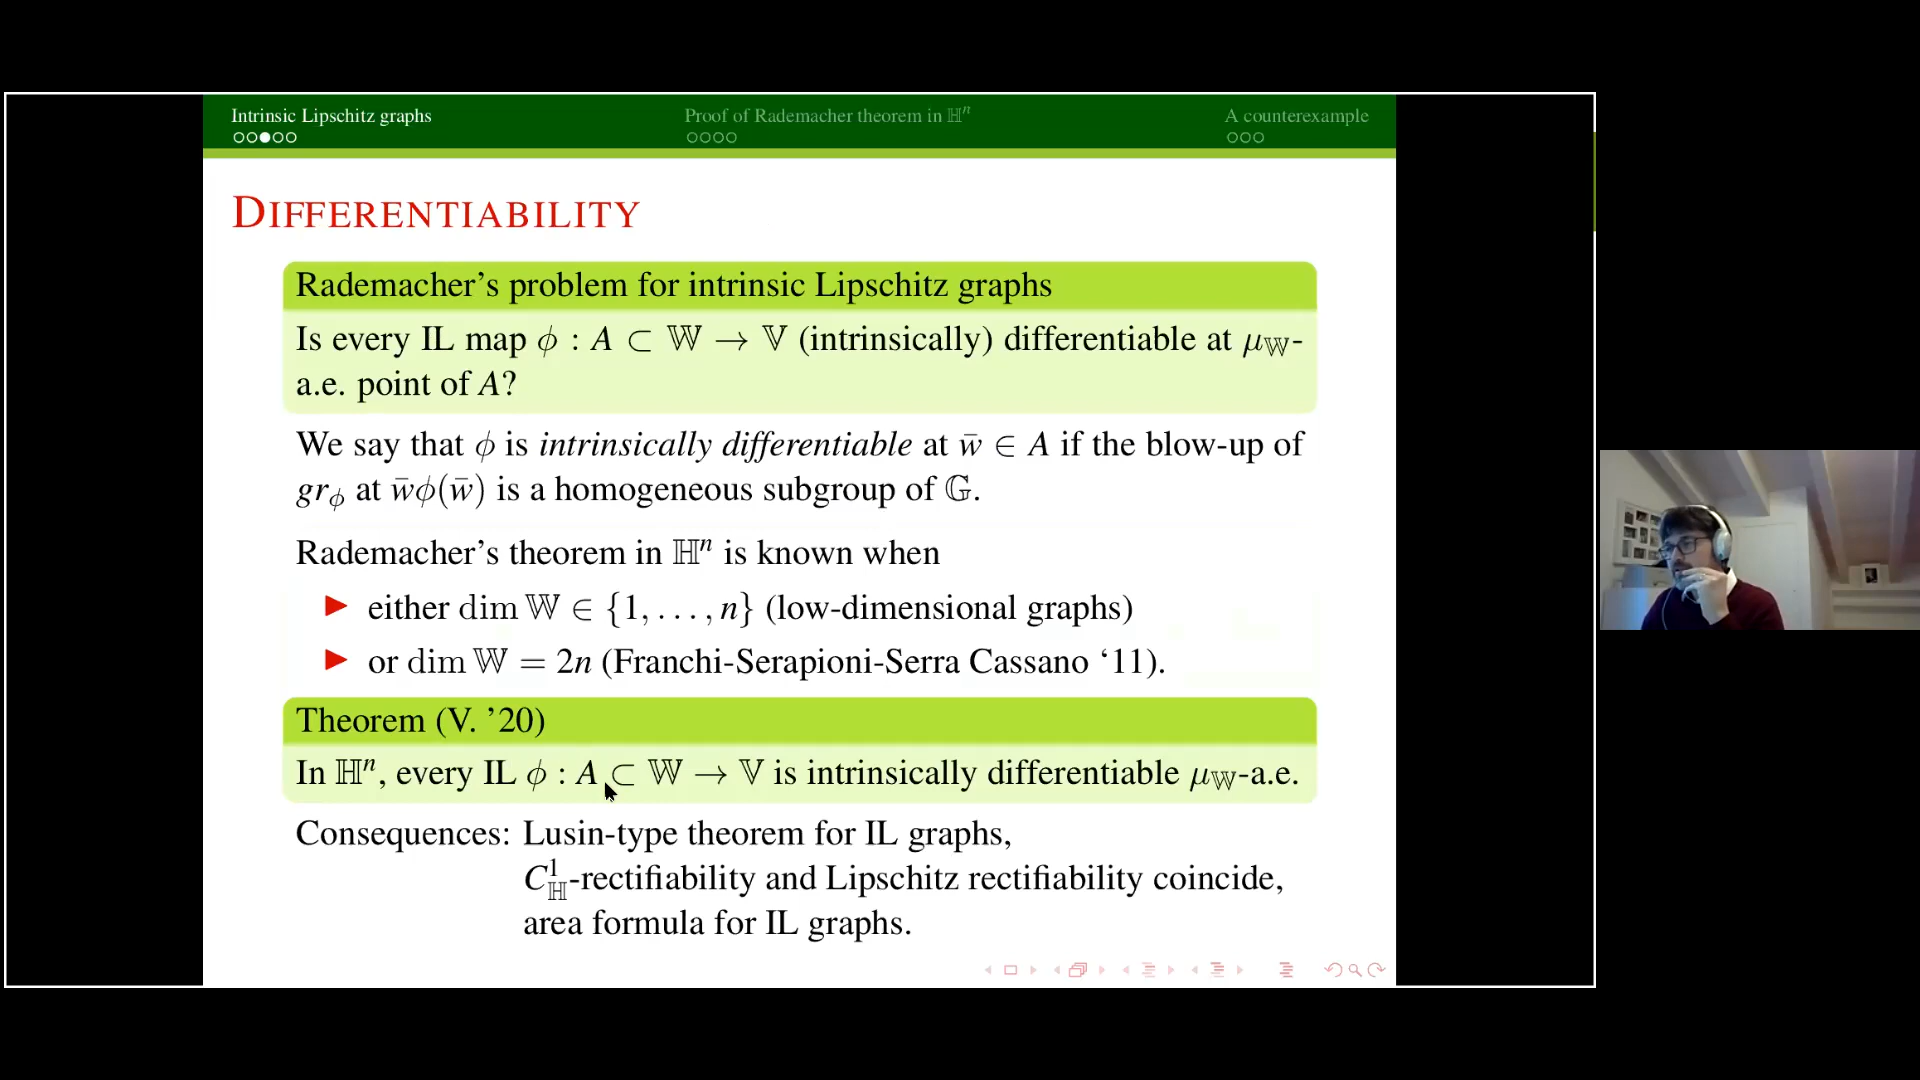 Intrinsic Lipschitz graphs
Proof of Rademacher theorem in ℍⁿ
A counterexample
DIFFERENTIABILITY
Rademacher's problem for intrinsic Lipschitz graphs
Is every IL map ϕ : A ⊂ 𝕎 → 𝕍 (intrinsically) differentiable at μ_𝕎-
a.e. point of A?
We say that ϕ is intrinsically differentiable at w̄ ∈ A if the blow-up of
gr_ϕ at w̄ϕ(w̄) is a homogeneous subgroup of 𝔾.
Rademacher's theorem in ℍⁿ is known when
▶ either dim 𝕎 ∈ {1, . . . , n} (low-dimensional graphs)
▶ or dim 𝕎 = 2n (Franchi-Serapioni-Serra Cassano ‘11).
Theorem (V. ’20)
In ℍⁿ, every IL ϕ : A ⊂ 𝕎 → 𝕍 is intrinsically differentiable μ_𝕎-a.e.
Consequences: Lusin-type theorem for IL graphs,
C¹_ℍ-rectifiability and Lipschitz rectifiability coincide,
area formula for IL graphs.